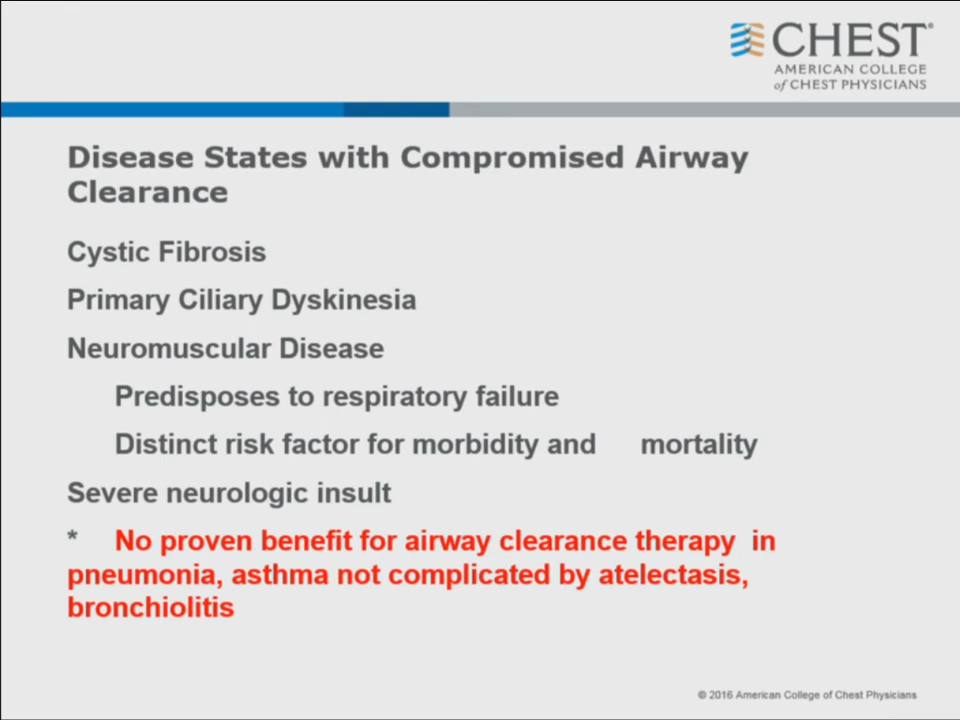 CHEST®
AMERICAN COLLEGE
of CHEST PHYSICIANS
Disease States with Compromised Airway
Clearance
Cystic Fibrosis
Primary Ciliary Dyskinesia
Neuromuscular Disease
Predisposes to respiratory failure
Distinct risk factor for morbidity and mortality
Severe neurologic insult
* No proven benefit for airway clearance therapy in
pneumonia, asthma not complicated by atelectasis,
bronchiolitis
© 2016 American College of Chest Physicians